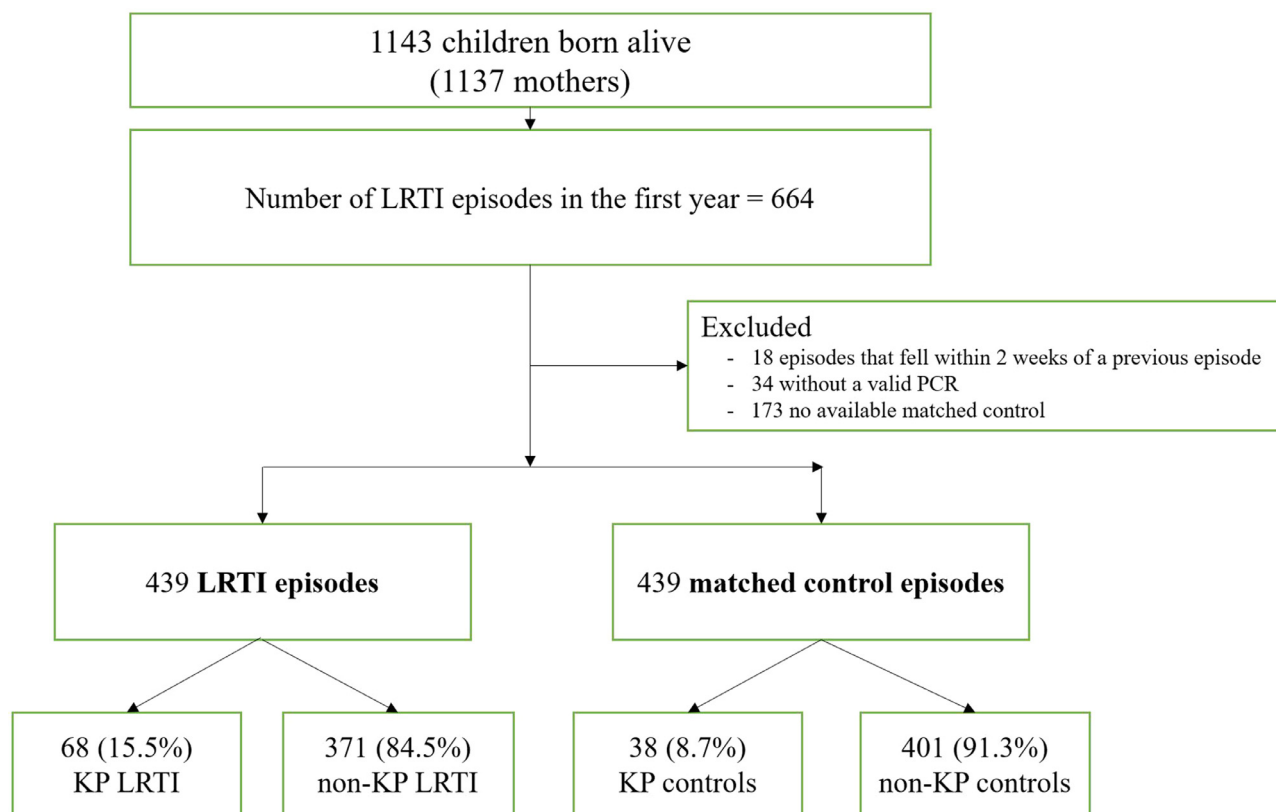 1143 children born alive
(1137 mothers)
Number of LRTI episodes in the first year = 664
Excluded
- 18 episodes that fell within 2 weeks of a previous episode
- 34 without a valid PCR
- 173 no available matched control
439 LRTI episodes
439 matched control episodes
68 (15.5%)
KP LRTI
371 (84.5%)
non-KP LRTI
38 (8.7%)
KP controls
401 (91.3%)
non-KP controls